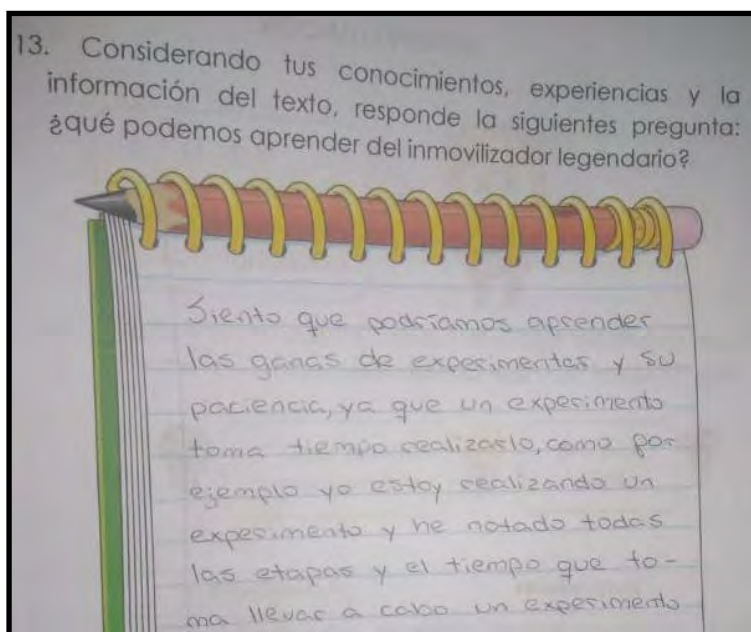 13. Considerando tus conocimientos, experiencias y la
información del texto, responde la siguientes pregunta:
¿qué podemos aprender del inmovilizador legendario?
Siento que podríamos aprender
las ganas de experimentar y su
paciencia, ya que un experimento
toma tiempo realizarlo, como por
ejemplo yo estoy realizando un
experimento y he notado todas
las etapas y el tiempo que to-
ma llevar a cabo un experimento